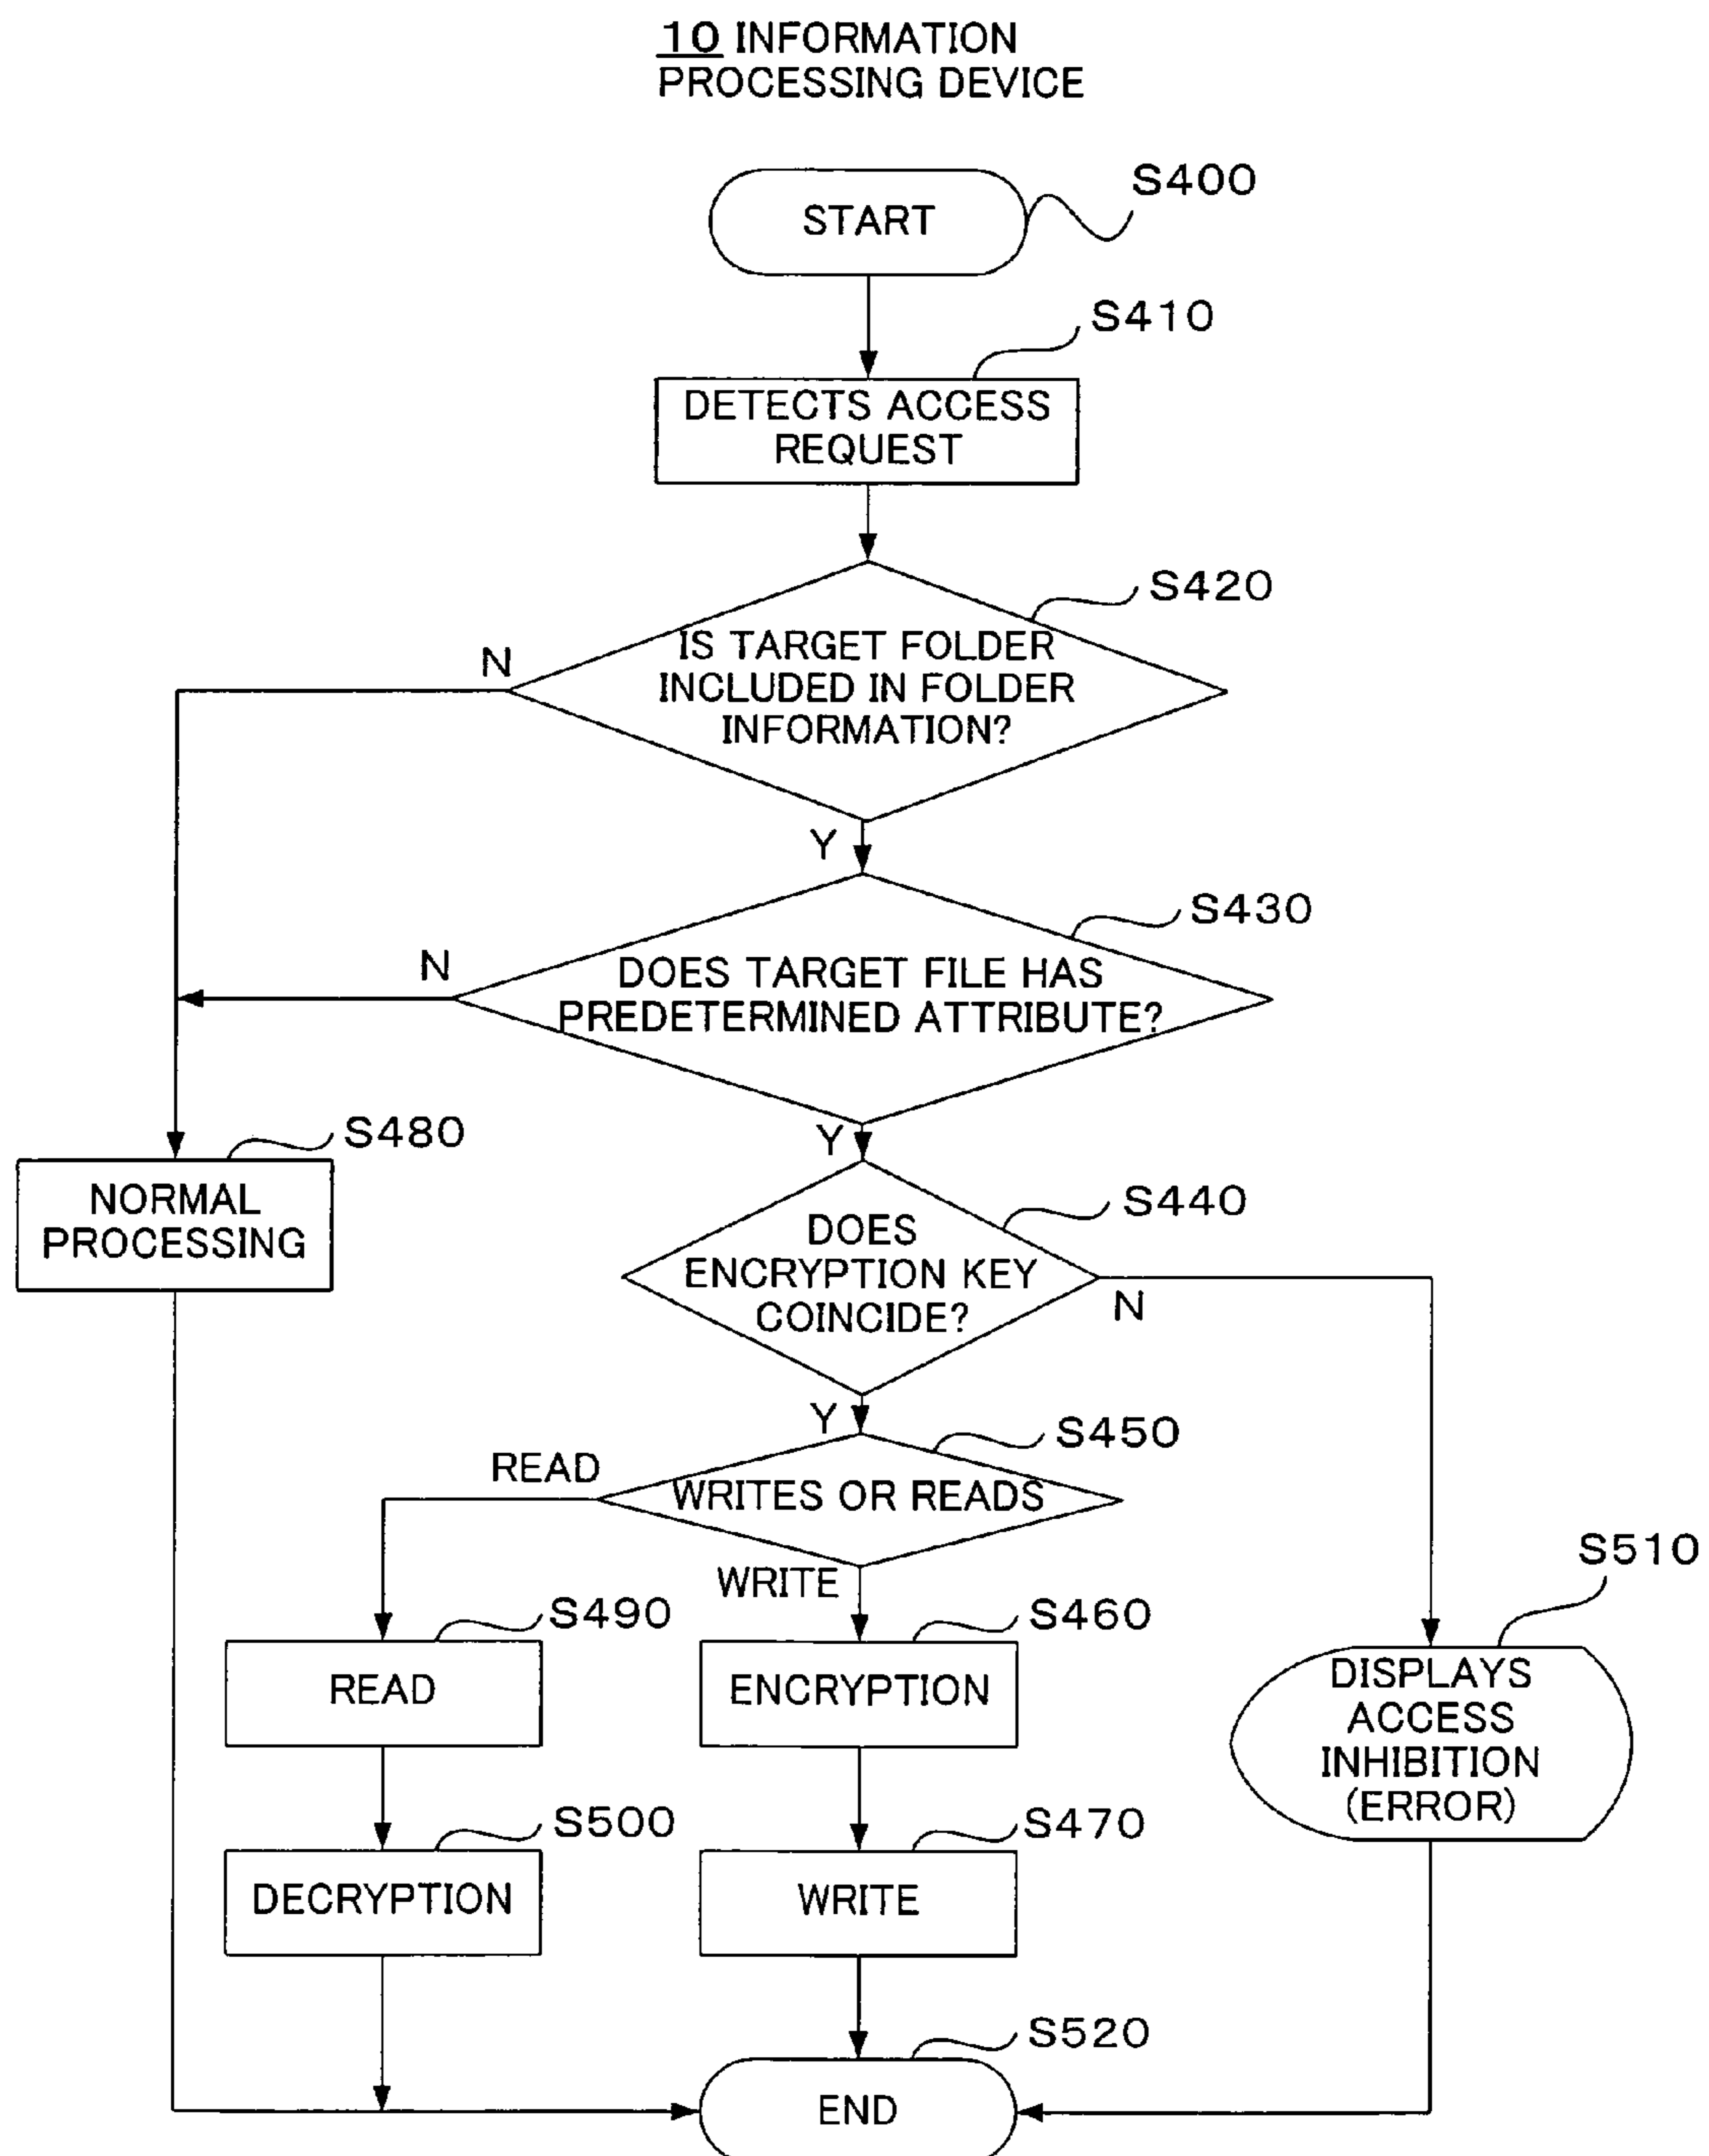 10 INFORMATION
PROCESSING DEVICE
START
S400
S410
DETECTS ACCESS
REQUEST
S420
IS TARGET FOLDER
INCLUDED IN FOLDER
INFORMATION?
N
Y
S430
DOES TARGET FILE HAS
PREDETERMINED ATTRIBUTE?
N
Y
S480
NORMAL
PROCESSING
S440
DOES
ENCRYPTION KEY
COINCIDE?
N
Y
S450
WRITES OR READS
READ
WRITE
S490
READ
S460
ENCRYPTION
S510
DISPLAYS
ACCESS
INHIBITION
(ERROR)
S500
DECRYPTION
S470
WRITE
S520
END